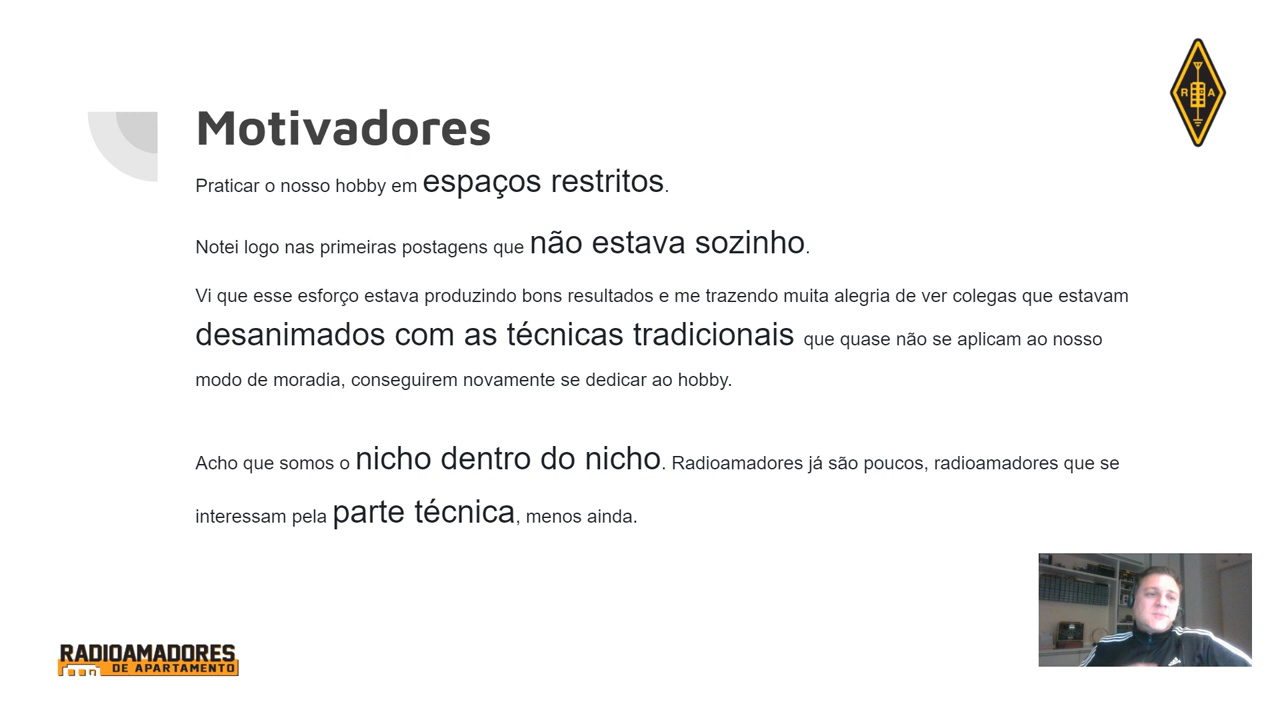 Motivadores
R A
Praticar o nosso hobby em espaços restritos.
Notei logo nas primeiras postagens que não estava sozinho.
Vi que esse esforço estava produzindo bons resultados e me trazendo muita alegria de ver colegas que estavam
desanimados com as técnicas tradicionais que quase não se aplicam ao nosso
modo de moradia, conseguirem novamente se dedicar ao hobby.
Acho que somos o nicho dentro do nicho. Radioamadores já são poucos, radioamadores que se
interessam pela parte técnica, menos ainda.
RADIOAMADORES
DE APARTAMENTO